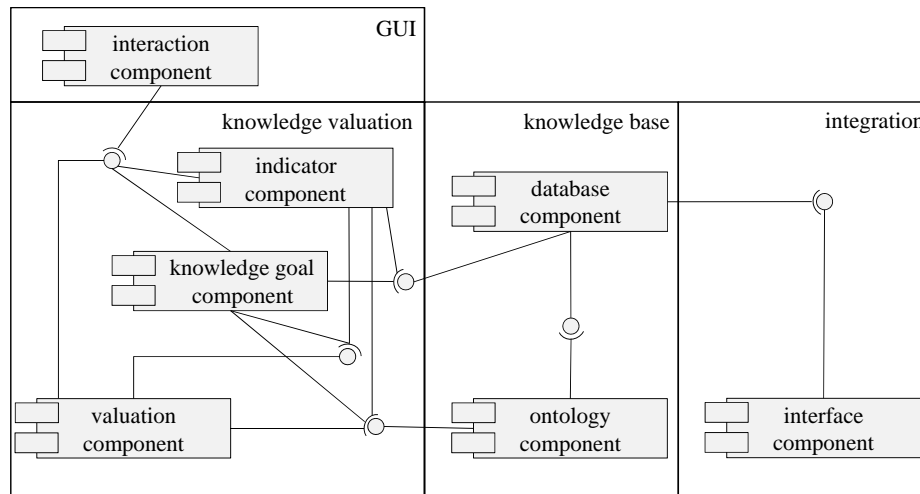 GUI
interaction
component
knowledge valuation
knowledge base
integration
indicator
component
database
component
knowledge goal
component
valuation
component
ontology
component
interface
component